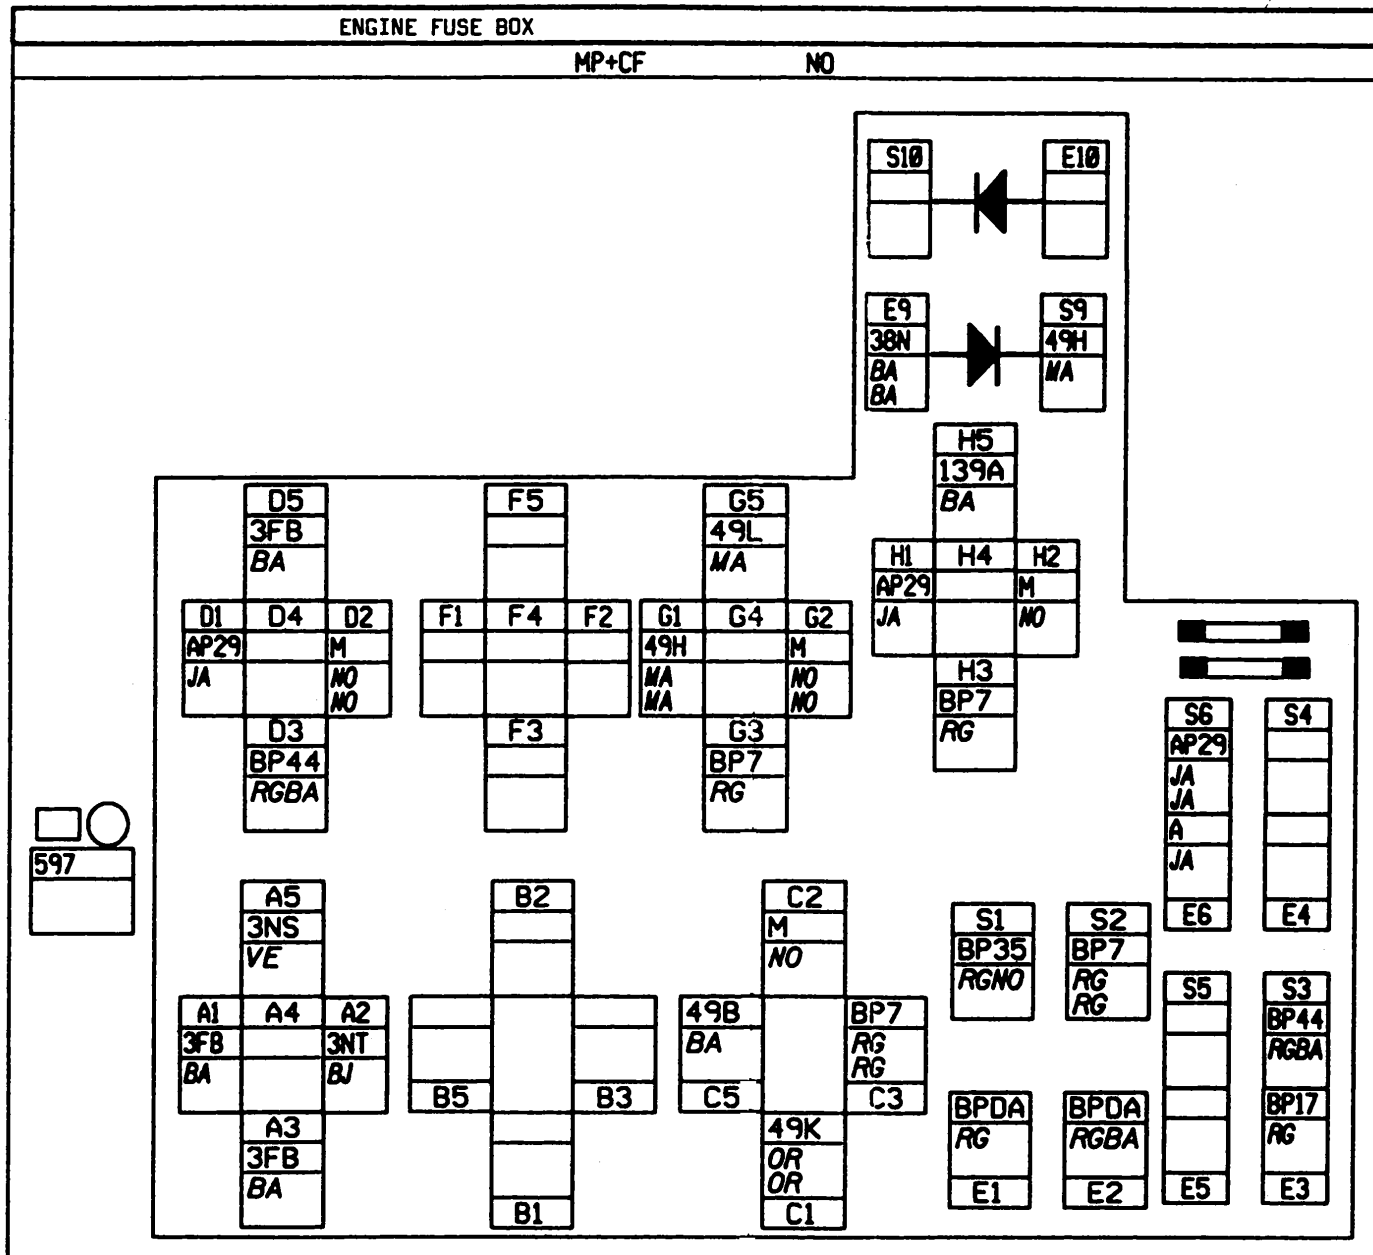 ENGINE FUSE BOX
MP+CF NO
S10 E10
E9 S9
38N 49H
BA MA
BA
H5
139A
BA
H1 H4 H2
AP29 M
JA NO
H3
BP7
RG
D5 F5 G5
3FB 49L
BA MA
D1 D4 D2 F1 F4 F2 G1 G4 G2
AP29 M 49H M
JA NO MA NO
NO MA NO
D3 F3 G3
BP44 BP7
RGBA RG
S6 S4
AP29
JA
JA
A
JA
E6 E4
597
A5 B2 C2
3NS M
VE NO
A1 A4 A2 49B BP7
3FB 3NT BA RG
BA BJ RG
B5 B3 C5 C3
A3 49K
3FB OR
BA OR
B1 C1
S1 S2
BP35 BP7
RGNO RG
RG
BPDA BPDA
RG RGBA
E1 E2
S5 S3
BP44
RGBA
BP17
RG
E5 E3